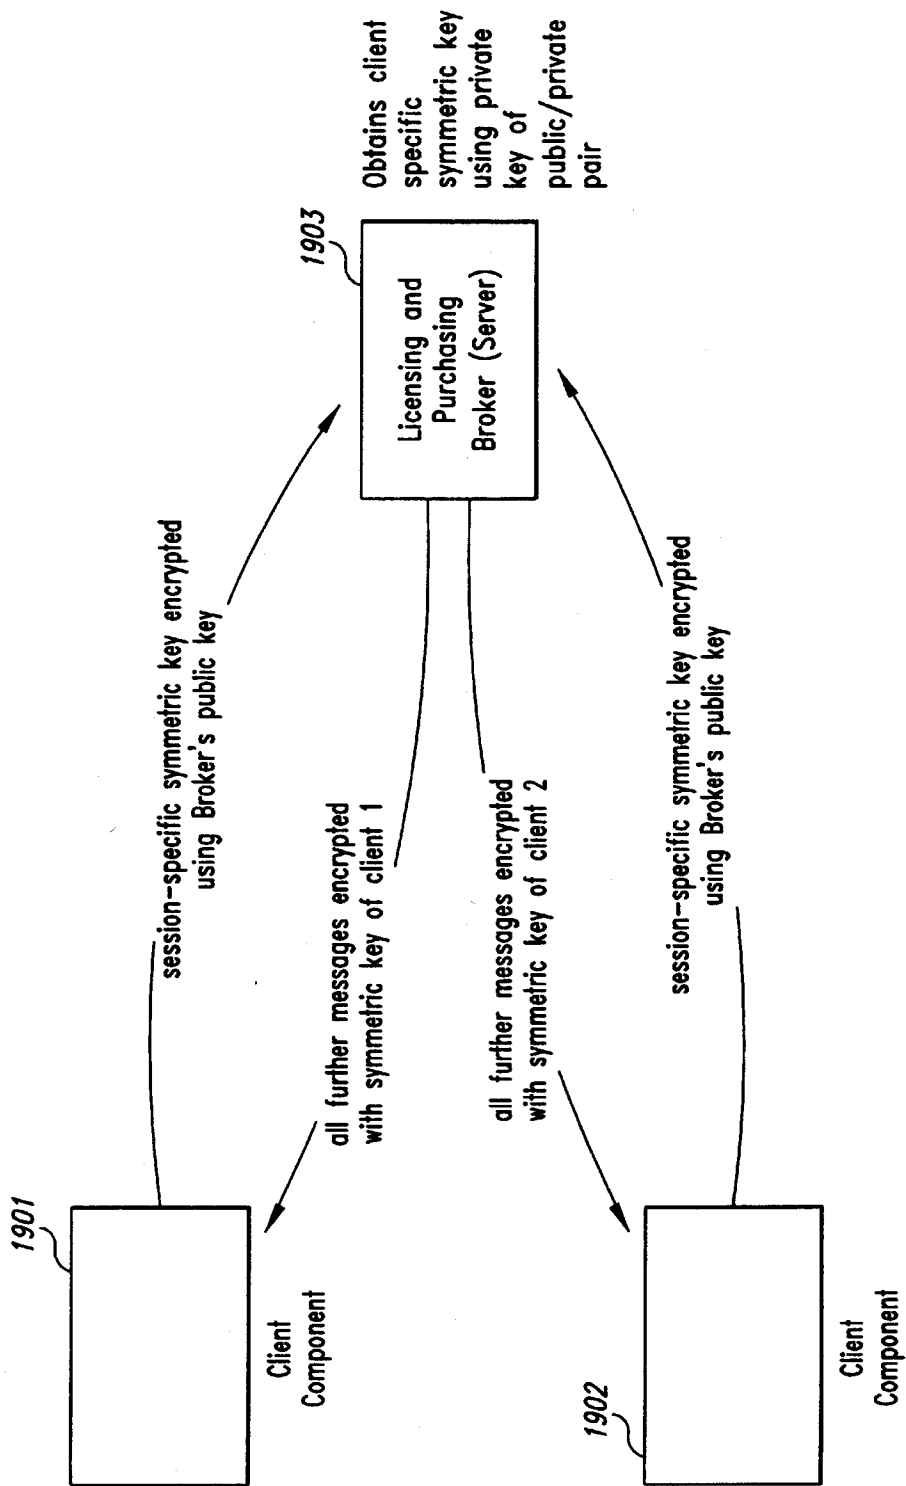 1901
Client
Component
session-specific symmetric key encrypted
using Broker's public key
all further messages encrypted
with symmetric key of client 1
1903
Licensing and
Purchasing
Broker (Server)
Obtains client
specific
symmetric key
using private
key of
public/private
pair
all further messages encrypted
with symmetric key of client 2
session-specific symmetric key encrypted
using Broker's public key
1902
Client
Component